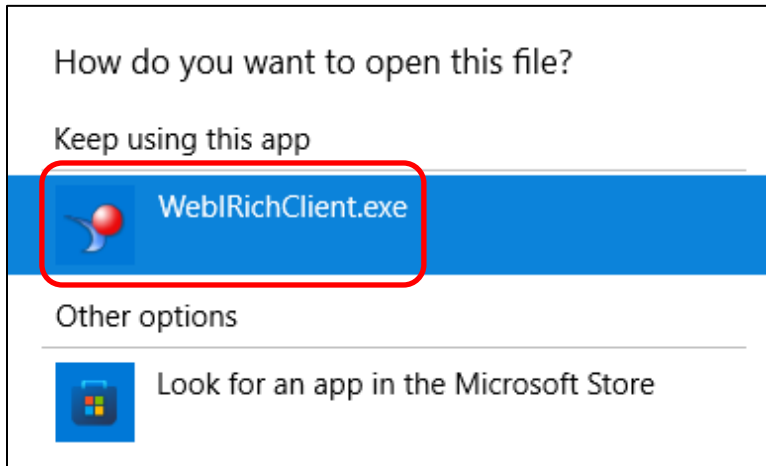 How do you want to open this file?
Keep using this app
WebIRichClient.exe
Other options
Look for an app in the Microsoft Store